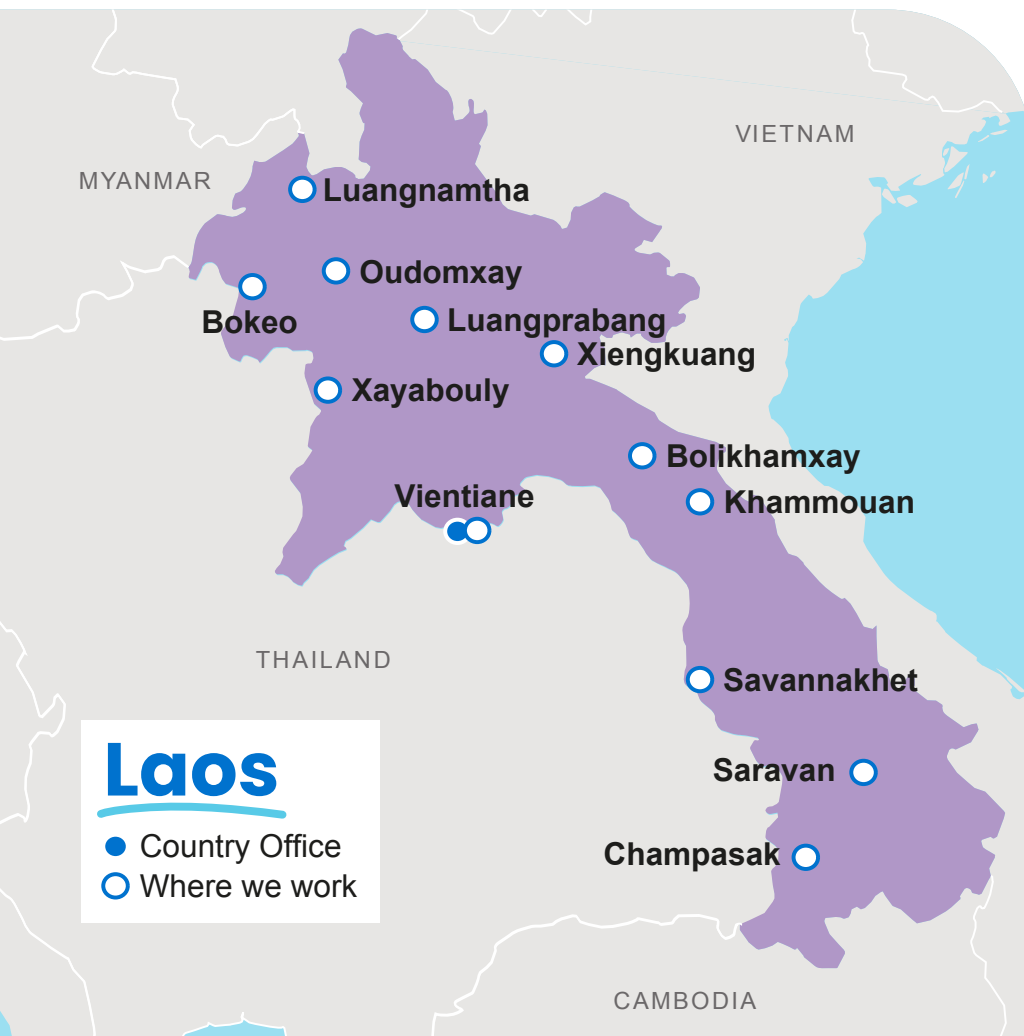 VIETNAM
MYANMAR
Luangnamtha
Oudomxay
Bokeo
Luangprabang
Xiengkuang
Xayabouly
Bolikhamxay
Vientiane
Khammouan
THAILAND
Savannakhet
Laos
Country Office
Where we work
Saravan
Champasak
CAMBODIA